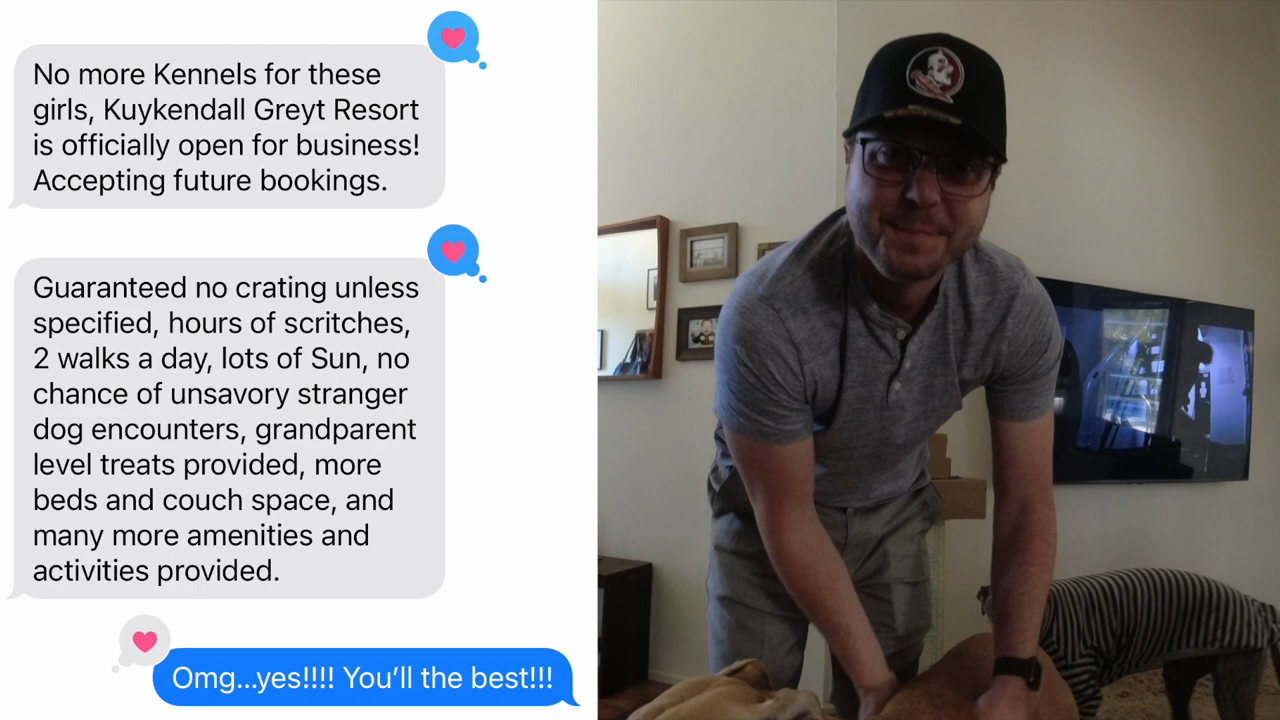 No more Kennels for these
girls, Kuykendall Greyt Resort
is officially open for business!
Accepting future bookings.
Guaranteed no crating unless
specified, hours of scritches,
2 walks a day, lots of Sun, no
chance of unsavory stranger
dog encounters, grandparent
level treats provided, more
beds and couch space, and
many more amenities and
activities provided.
Omg...yes!!!! You’ll the best!!!